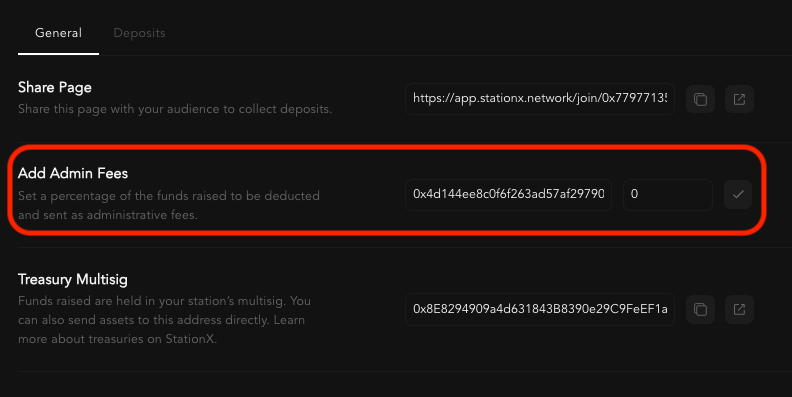 General Deposits
Share Page
Share this page with your audience to collect deposits.
https://app.stationx.network/join/0x7797713
Add Admin Fees
Set a percentage of the funds raised to be deducted
and sent as administrative fees.
0x4d144ee8c0f6f263ad57af29790
0
Treasury Multisig
Funds raised are held in your station's multisig. You
can also send assets to this address directly. Learn
more about treasuries on StationX.
0x8E8294909a4d631843B8390e29C9FeEF1a